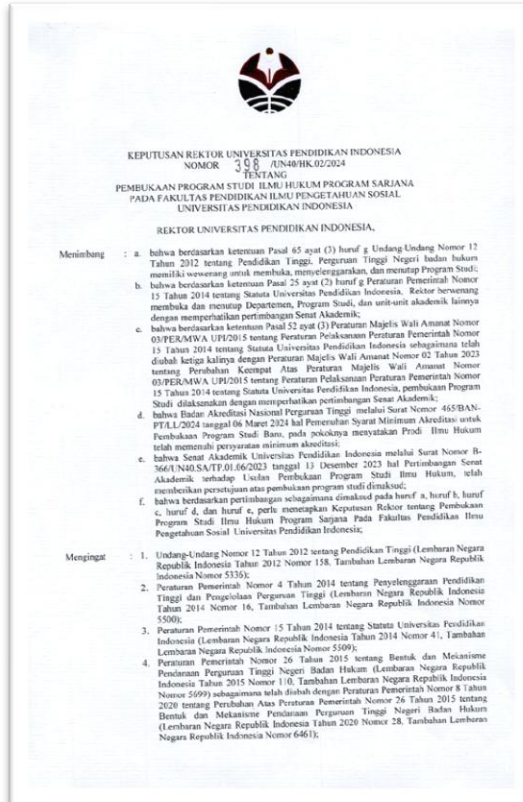 KEPUTUSAN REKTOR UNIVERSITAS PENDIDIKAN INDONESIA
NOMOR 398 /UN40/HK.02/2024
TENTANG
PEMBUKAAN PROGRAM STUDI ILMU HUKUM PROGRAM SARJANA
PADA FAKULTAS PENDIDIKAN ILMU PENGETAHUAN SOSIAL
UNIVERSITAS PENDIDIKAN INDONESIA
REKTOR UNIVERSITAS PENDIDIKAN INDONESIA,
Menimbang : a. bahwa berdasarkan ketentuan Pasal 65 ayat (3) huruf g Undang-Undang Nomor 12
Tahun 2012 tentang Pendidikan Tinggi, Perguruan Tinggi Negeri badan hukum
memiliki wewenang untuk membuka, menyelenggarakan, dan menutup Program Studi;
b. bahwa berdasarkan ketentuan Pasal 25 ayat (2) huruf g Peraturan Pemerintah Nomor
15 Tahun 2014 tentang Statuta Universitas Pendidikan Indonesia, Rektor berwenang
membuka dan menutup Departemen, Program Studi, dan unit-unit akademik lainnya
dengan memperhatikan pertimbangan Senat Akademik;
c. bahwa berdasarkan ketentuan Pasal 52 ayat (3) Peraturan Majelis Wali Amanat Nomor
03/PER/MWA UPI/2015 tentang Peraturan Pelaksanaan Peraturan Pemerintah Nomor
15 Tahun 2014 tentang Statuta Universitas Pendidikan Indonesia sebagaimana telah
diubah ketiga kalinya dengan Peraturan Majelis Wali Amanat Nomor 02 Tahun 2023
tentang Perubahan Keempat Atas Peraturan Majelis Wali Amanat Nomor
03/PER/MWA UPI/2015 tentang Peraturan Pelaksanaan Peraturan Pemerintah Nomor
15 Tahun 2014 tentang Statuta Universitas Pendidikan Indonesia, pembukaan Program
Studi dilaksanakan dengan memperhatikan pertimbangan Senat Akademik;
d. bahwa Badan Akreditasi Nasional Perguruan Tinggi melalui Surat Nomor 465/BAN-
PT/LL/2024 tanggal 06 Maret 2024 hal Pemenuhan Syarat Minimum Akreditasi untuk
Pembukaan Program Studi Baru, pada pokoknya menyatakan Prodi Ilmu Hukum
telah memenuhi persyaratan minimum akreditasi;
e. bahwa Senat Akademik Universitas Pendidikan Indonesia melalui Surat Nomor B-
366/UN40.SA/TP.01.06/2023 tanggal 13 Desember 2023 hal Pertimbangan Senat
Akademik terhadap Usulan Pembukaan Program Studi Ilmu Hukum, telah
memberikan persetujuan atas pembukaan program studi dimaksud;
f. bahwa berdasarkan pertimbangan sebagaimana dimaksud pada huruf a, huruf b, huruf
c, huruf d, dan huruf e, perlu menetapkan Keputusan Rektor tentang Pembukaan
Program Studi Ilmu Hukum Program Sarjana Pada Fakultas Pendidikan Ilmu
Pengetahuan Sosial Universitas Pendidikan Indonesia;
Mengingat : 1. Undang-Undang Nomor 12 Tahun 2012 tentang Pendidikan Tinggi (Lembaran Negara
Republik Indonesia Tahun 2012 Nomor 158, Tambahan Lembaran Negara Republik
Indonesia Nomor 5336);
2. Peraturan Pemerintah Nomor 4 Tahun 2014 tentang Penyelenggaraan Pendidikan
Tinggi dan Pengelolaan Perguruan Tinggi (Lembaran Negara Republik Indonesia
Tahun 2014 Nomor 16, Tambahan Lembaran Negara Republik Indonesia Nomor
5500);
3. Peraturan Pemerintah Nomor 15 Tahun 2014 tentang Statuta Universitas Pendidikan
Indonesia (Lembaran Negara Republik Indonesia Tahun 2014 Nomor 41, Tambahan
Lembaran Negara Republik Indonesia Nomor 5509);
4. Peraturan Pemerintah Nomor 26 Tahun 2015 tentang Bentuk dan Mekanisme
Pendanaan Perguruan Tinggi Negeri Badan Hukum (Lembaran Negara Republik
Indonesia Tahun 2015 Nomor 110, Tambahan Lembaran Negara Republik Indonesia
Nomor 5699) sebagaimana telah diubah dengan Peraturan Pemerintah Nomor 8 Tahun
2020 tentang Perubahan Atas Peraturan Pemerintah Nomor 26 Tahun 2015 tentang
Bentuk dan Mekanisme Pendanaan Perguruan Tinggi Negeri Badan Hukum
(Lembaran Negara Republik Indonesia Tahun 2020 Nomor 28, Tambahan Lembaran
Negara Republik Indonesia Nomor 6461);